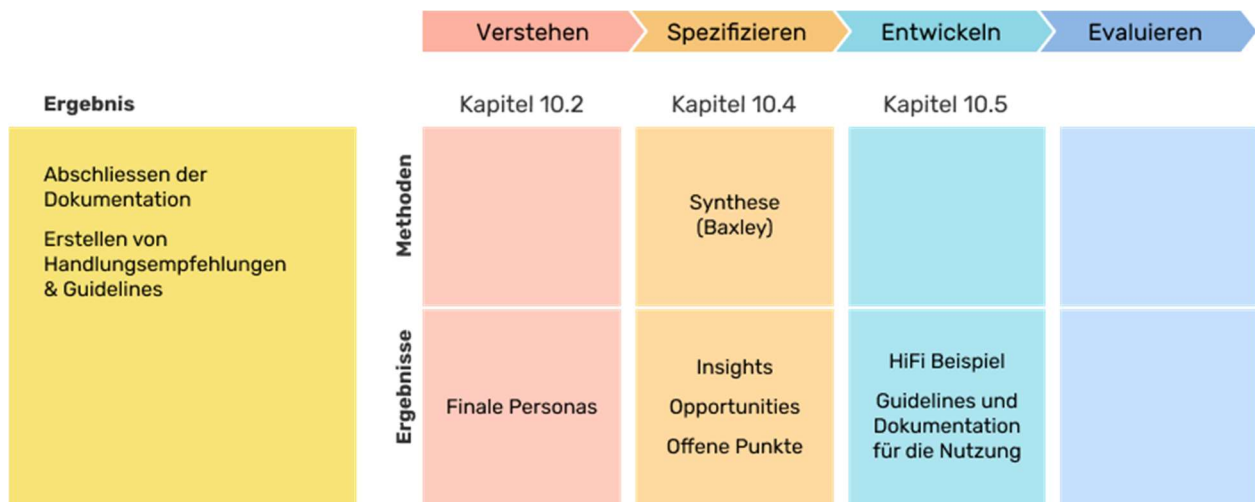 Verstehen
Spezifizieren
Entwickeln
Evaluieren
Ergebnis
Kapitel 10.2
Kapitel 10.4
Kapitel 10.5
Abschliessen der
Dokumentation
Erstellen von
Handlungsempfehlungen
& Guidelines
Methoden
Synthese
(Baxley)
Ergebnisse
Finale Personas
Insights
Opportunities
Offene Punkte
HiFi Beispiel
Guidelines und
Dokumentation
für die Nutzung